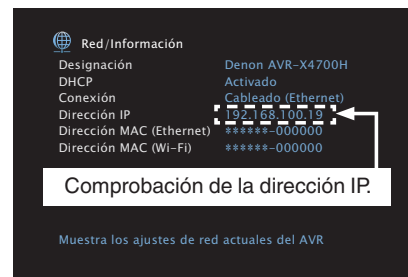 Red/Información
Designación Denon AVR-X4700H
DHCP Activado
Conexión Cableado (Ethernet)
Dirección IP 192.168.100.19
Dirección MAC (Ethernet) ******-000000
Dirección MAC (Wi-Fi) ******-000000
Comprobación de la dirección IP.
Muestra los ajustes de red actuales del AVR